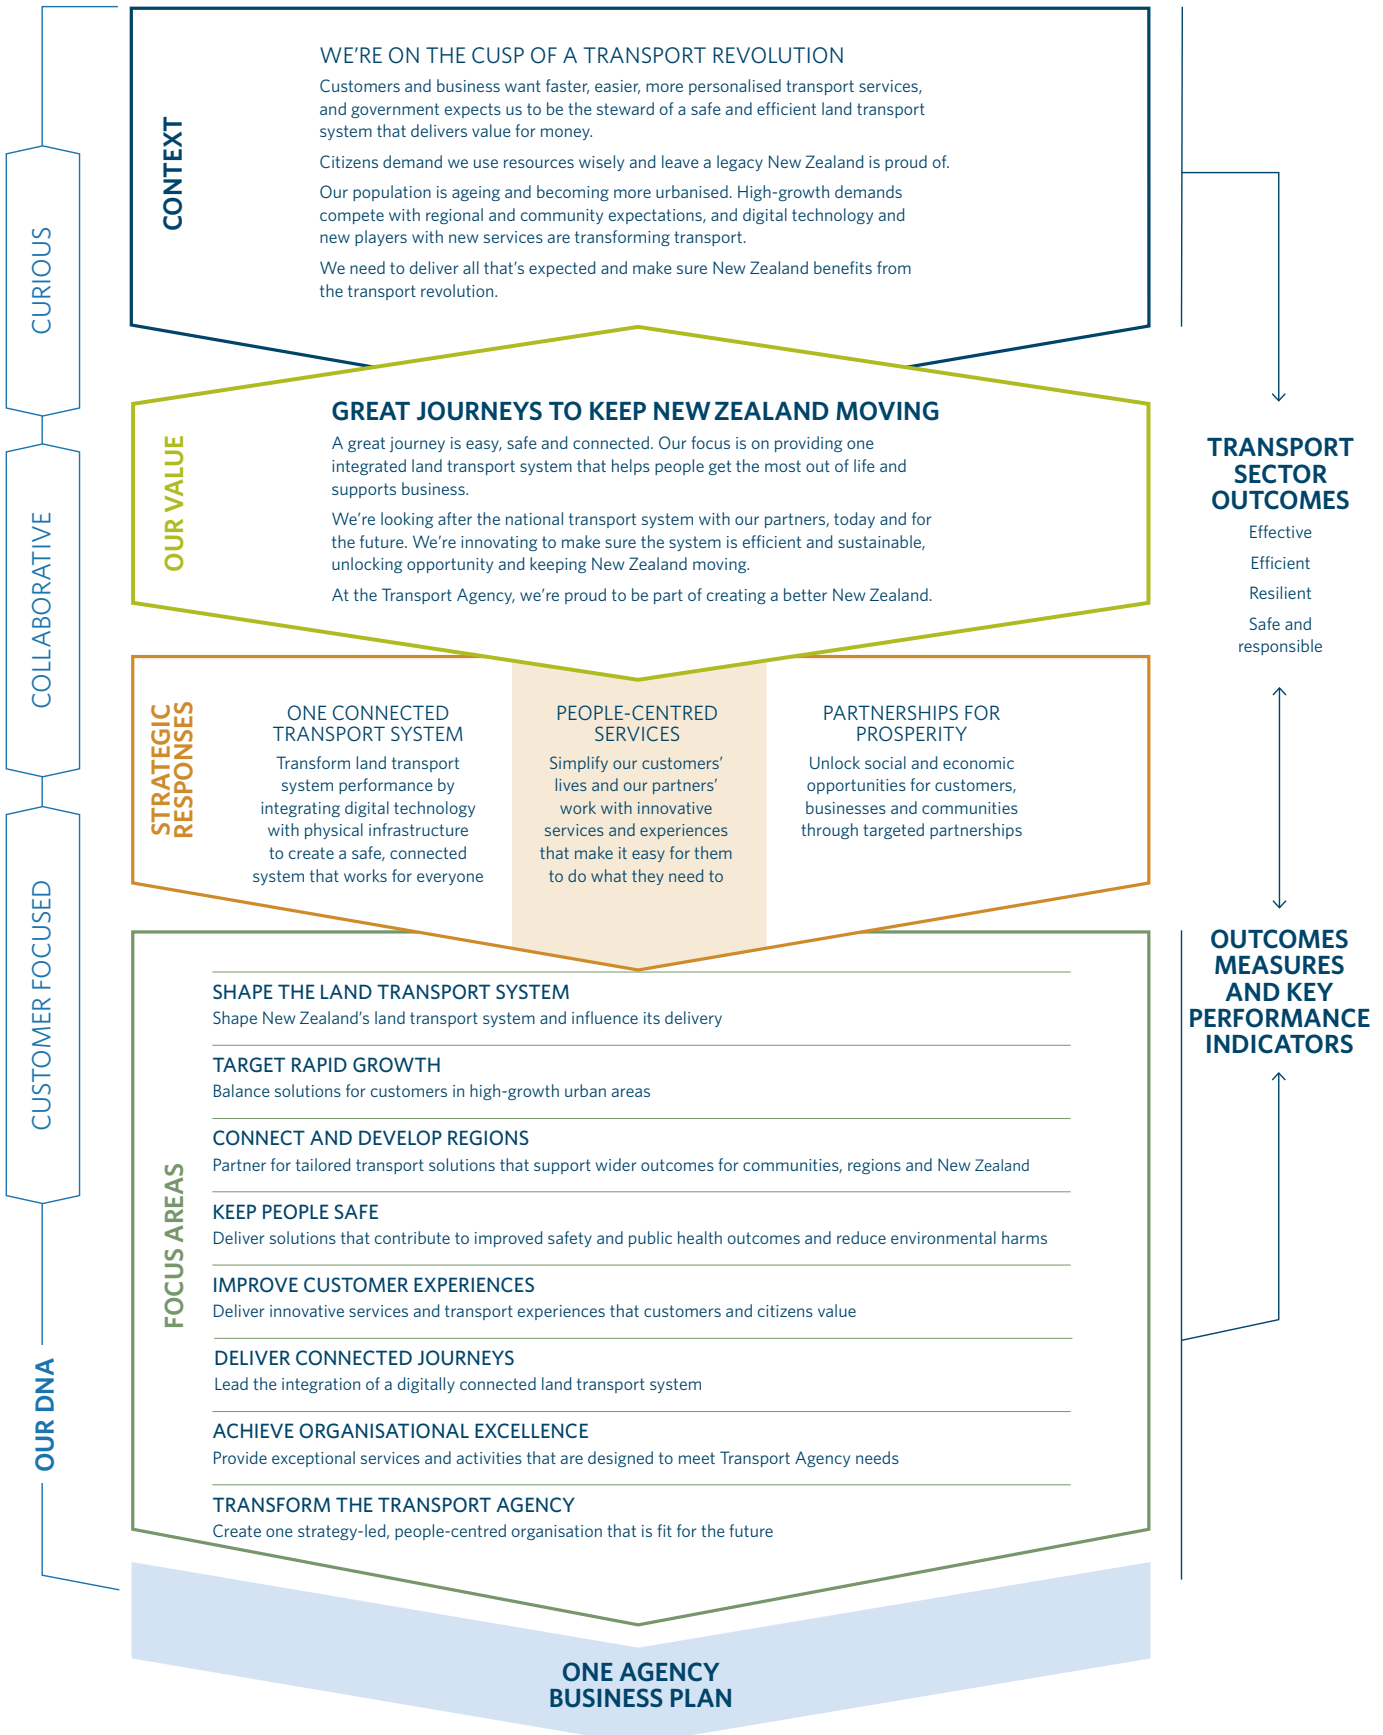 CONTEXT
WE'RE ON THE CUSP OF A TRANSPORT REVOLUTION
Customers and business want faster, easier, more personalised transport services,
and government expects us to be the steward of a safe and efficient land transport
system that delivers value for money.
Citizens demand we use resources wisely and leave a legacy New Zealand is proud of.
Our population is ageing and becoming more urbanised. High-growth demands
compete with regional and community expectations, and digital technology and
new players with new services are transforming transport.
We need to deliver all that's expected and make sure New Zealand benefits from
the transport revolution.
OUR VALUE
GREAT JOURNEYS TO KEEP NEW ZEALAND MOVING
A great journey is easy, safe and connected. Our focus is on providing one
integrated land transport system that helps people get the most out of life and
supports business.
We're looking after the national transport system with our partners, today and for
the future. We're innovating to make sure the system is efficient and sustainable,
unlocking opportunity and keeping New Zealand moving.
At the Transport Agency, we're proud to be part of creating a better New Zealand.
STRATEGIC
RESPONSES
ONE CONNECTED
TRANSPORT SYSTEM
Transform land transport
system performance by
integrating digital technology
with physical infrastructure
to create a safe, connected
system that works for everyone
PEOPLE-CENTRED
SERVICES
Simplify our customers'
lives and our partners'
work with innovative
services and experiences
that make it easy for them
to do what they need to
PARTNERSHIPS FOR
PROSPERITY
Unlock social and economic
opportunities for customers,
businesses and communities
through targeted partnerships
FOCUS AREAS
SHAPE THE LAND TRANSPORT SYSTEM
Shape New Zealand's land transport system and influence its delivery
TARGET RAPID GROWTH
Balance solutions for customers in high-growth urban areas
CONNECT AND DEVELOP REGIONS
Partner for tailored transport solutions that support wider outcomes for communities, regions and New Zealand
KEEP PEOPLE SAFE
Deliver solutions that contribute to improved safety and public health outcomes and reduce environmental harms
IMPROVE CUSTOMER EXPERIENCES
Deliver innovative services and transport experiences that customers and citizens value
DELIVER CONNECTED JOURNEYS
Lead the integration of a digitally connected land transport system
ACHIEVE ORGANISATIONAL EXCELLENCE
Provide exceptional services and activities that are designed to meet Transport Agency needs
TRANSFORM THE TRANSPORT AGENCY
Create one strategy-led, people-centred organisation that is fit for the future
ONE AGENCY
BUSINESS PLAN
CURIOUS
COLLABORATIVE
CUSTOMER FOCUSED
OUR DNA
TRANSPORT
SECTOR
OUTCOMES
Effective
Efficient
Resilient
Safe and
responsible
OUTCOMES
MEASURES
AND KEY
PERFORMANCE
INDICATORS